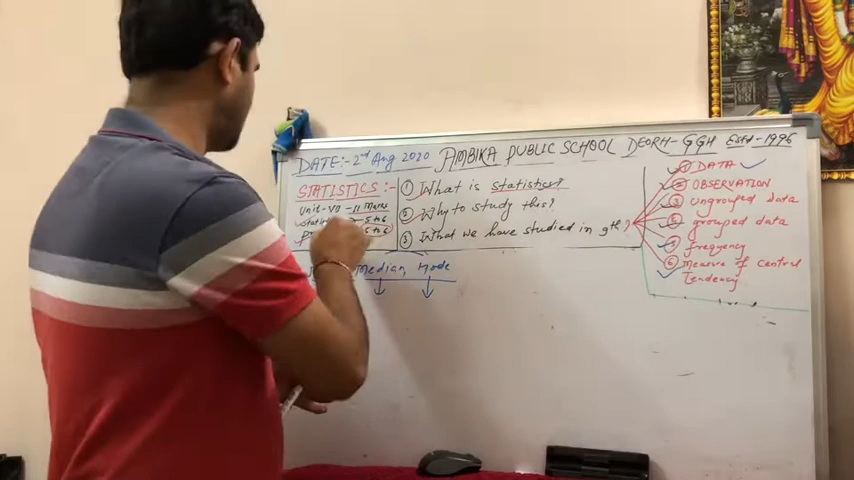 DATE - 2nd Aug 2020 AMBIKA PUBLIC SCHOOL DEORH - GGH Estd - 1996
STATISTICS :-
Unit - VII - 11 Marks
5 to 6
5 to 6
① What is statistics?
② Why to study this?
③ What we have studied in 9th?
① DATA
② OBSERVATION
③ ungrouped data
④ grouped data
⑤ frequency
⑥ Measure of Central
Tendency
Median, Mode